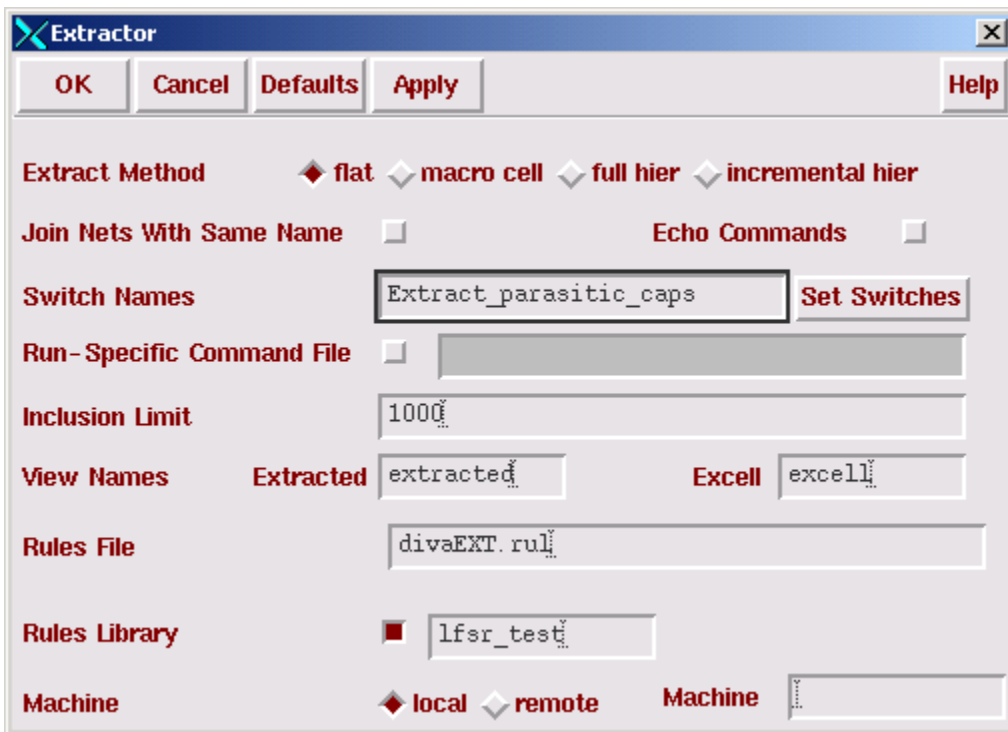 Extractor
OK Cancel Defaults Apply Help
Extract Method flat macro cell full hier incremental hier
Join Nets With Same Name Echo Commands
Switch Names Extract_parasitic_caps Set Switches
Run-Specific Command File
Inclusion Limit 1000
View Names Extracted extracted Excell excell
Rules File divaEXT.rul
Rules Library lfsr_test
Machine local remote Machine